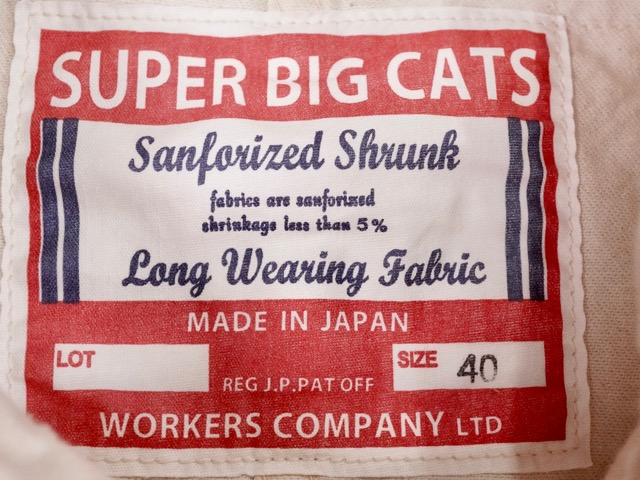 SUPER BIG CATS
Sanforized Shrunk
fabrics are sanforized
shrinkage less than 5%
Long Wearing Fabric
MADE IN JAPAN
LOT
SIZE 40
REG J.P.PAT OFF
WORKERS COMPANY LTD